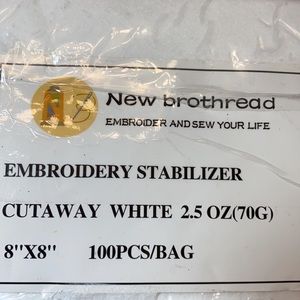 New brothread
EMBROIDER AND SEW YOUR LIFE
EMBROIDERY STABILIZER
CUTAWAY WHITE 2.5 OZ(70G)
8"X8" 100PCS/BAG